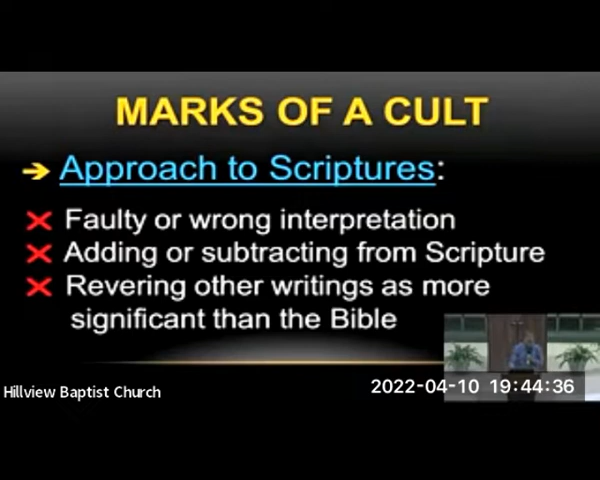 MARKS OF A CULT
➔ Approach to Scriptures:
✕ Faulty or wrong interpretation
✕ Adding or subtracting from Scripture
✕ Revering other writings as more
significant than the Bible
Hillview Baptist Church
2022-04-10 19:44:36